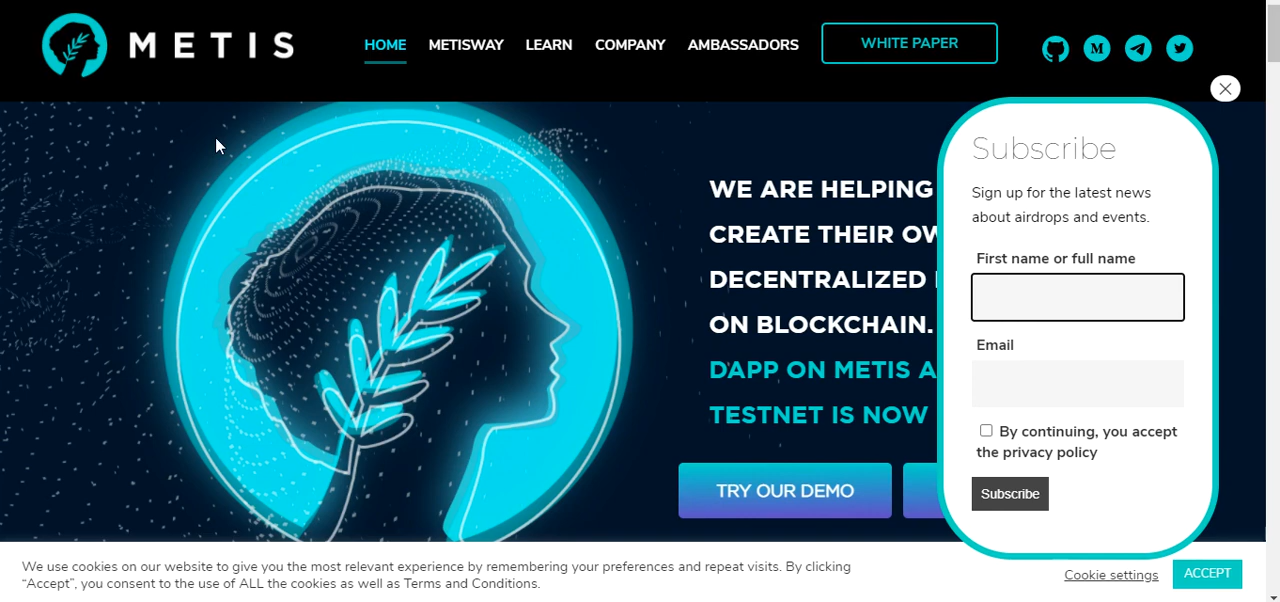 METIS
HOME METISWAY LEARN COMPANY AMBASSADORS WHITE PAPER
M
WE ARE HELPING
CREATE THEIR OW
DECENTRALIZED
ON BLOCKCHAIN.
DAPP ON METIS A
TESTNET IS NOW
TRY OUR DEMO
Subscribe
Sign up for the latest news
about airdrops and events.
First name or full name
Email
By continuing, you accept
the privacy policy
Subscribe
We use cookies on our website to give you the most relevant experience by remembering your preferences and repeat visits. By clicking
“Accept”, you consent to the use of ALL the cookies as well as Terms and Conditions.
Cookie settings
ACCEPT